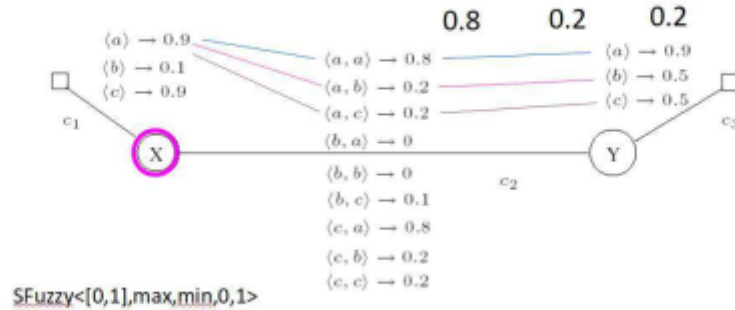 0.8 0.2 0.2
⟨a⟩ → 0.9
⟨b⟩ → 0.1
⟨c⟩ → 0.9
⟨a, a⟩ → 0.8
⟨a, b⟩ → 0.2
⟨a, c⟩ → 0.2
⟨b, a⟩ → 0
⟨b, b⟩ → 0
⟨b, c⟩ → 0.1
⟨c, a⟩ → 0.8
⟨c, b⟩ → 0.2
⟨c, c⟩ → 0.2
⟨a⟩ → 0.9
⟨b⟩ → 0.5
⟨c⟩ → 0.5
c₁
X
c₂
Y
c₃
SFuzzy<[0,1],max,min,0,1>